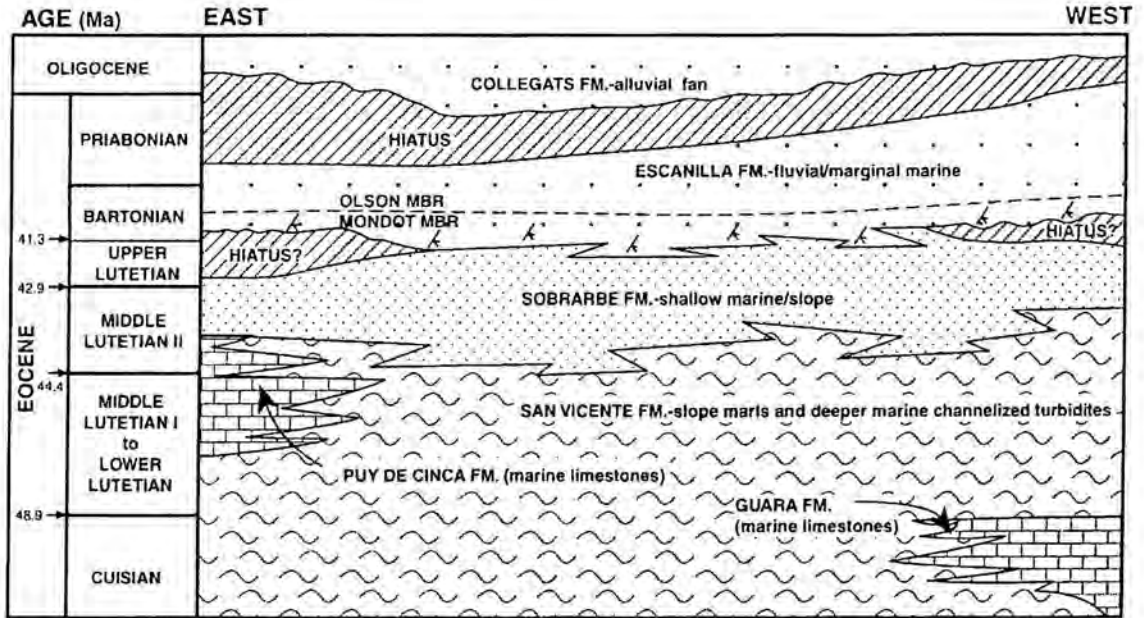 AGE (Ma)
EAST
WEST
OLIGOCENE
COLLEGATS FM.-alluvial fan
PRIABONIAN
HIATUS
ESCANILLA FM.-fluvial/marginal marine
OLSON MBR
BARTONIAN
MONDOT MBR
41.3
HIATUS?
HIATUS?
UPPER
LUTETIAN
42.9
SOBRARBE FM.-shallow marine/slope
MIDDLE
LUTETIAN II
EOCENE
44.4
MIDDLE
LUTETIAN I
to
LOWER
LUTETIAN
SAN VICENTE FM.-slope marls and deeper marine channelized turbidites
PUY DE CINCA FM. (marine limestones)
GUARA FM.
(marine limestones)
48.9
CUISIAN